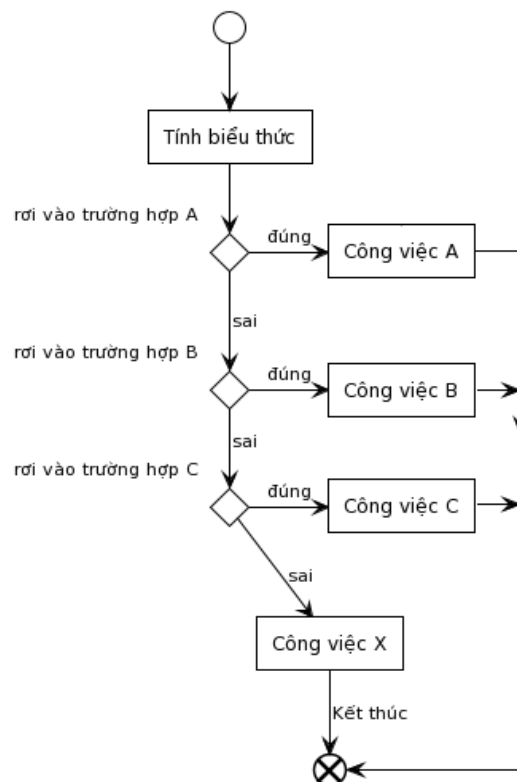 Tính biểu thức
rơi vào trường hợp A
đúng
Công việc A
sai
rơi vào trường hợp B
đúng
Công việc B
sai
rơi vào trường hợp C
đúng
Công việc C
sai
Công việc X
Kết thúc